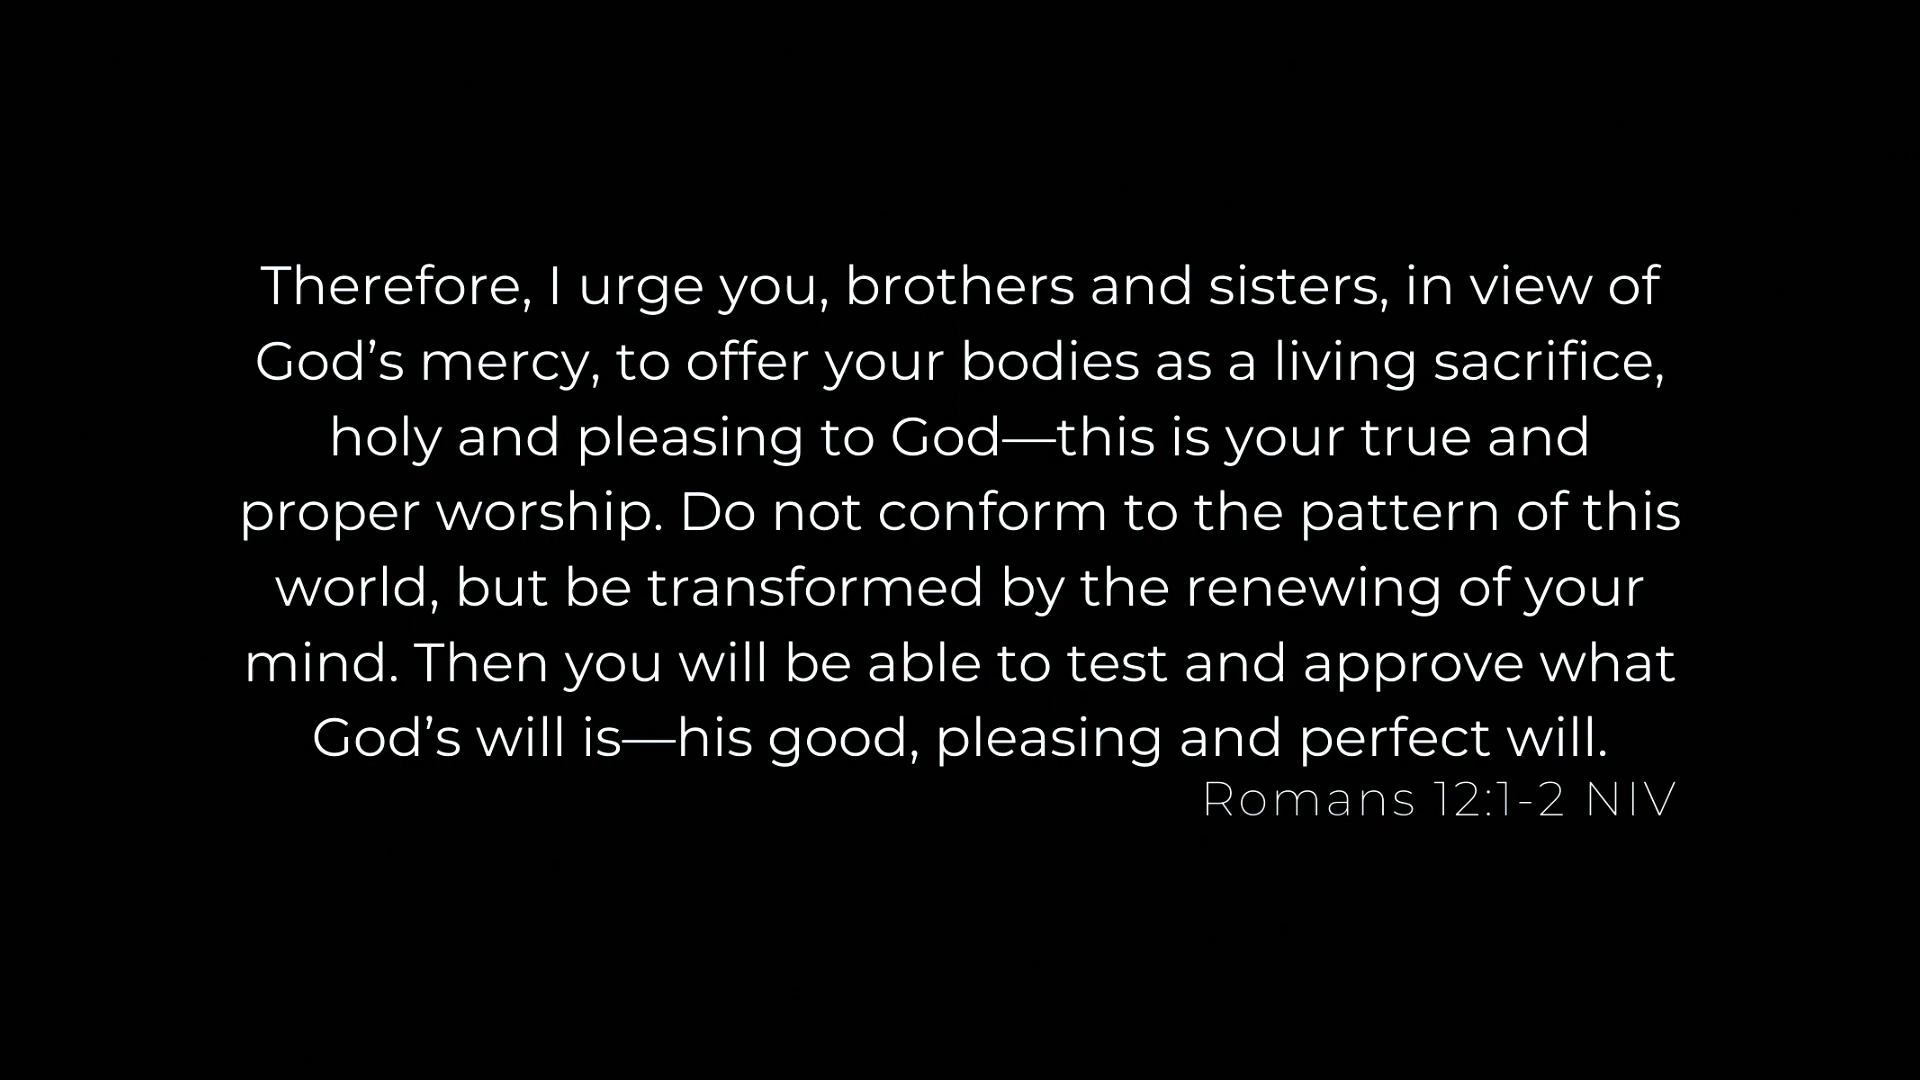 Therefore, I urge you, brothers and sisters, in view of
God’s mercy, to offer your bodies as a living sacrifice,
holy and pleasing to God—this is your true and
proper worship. Do not conform to the pattern of this
world, but be transformed by the renewing of your
mind. Then you will be able to test and approve what
God’s will is—his good, pleasing and perfect will.
Romans 12:1-2 NIV